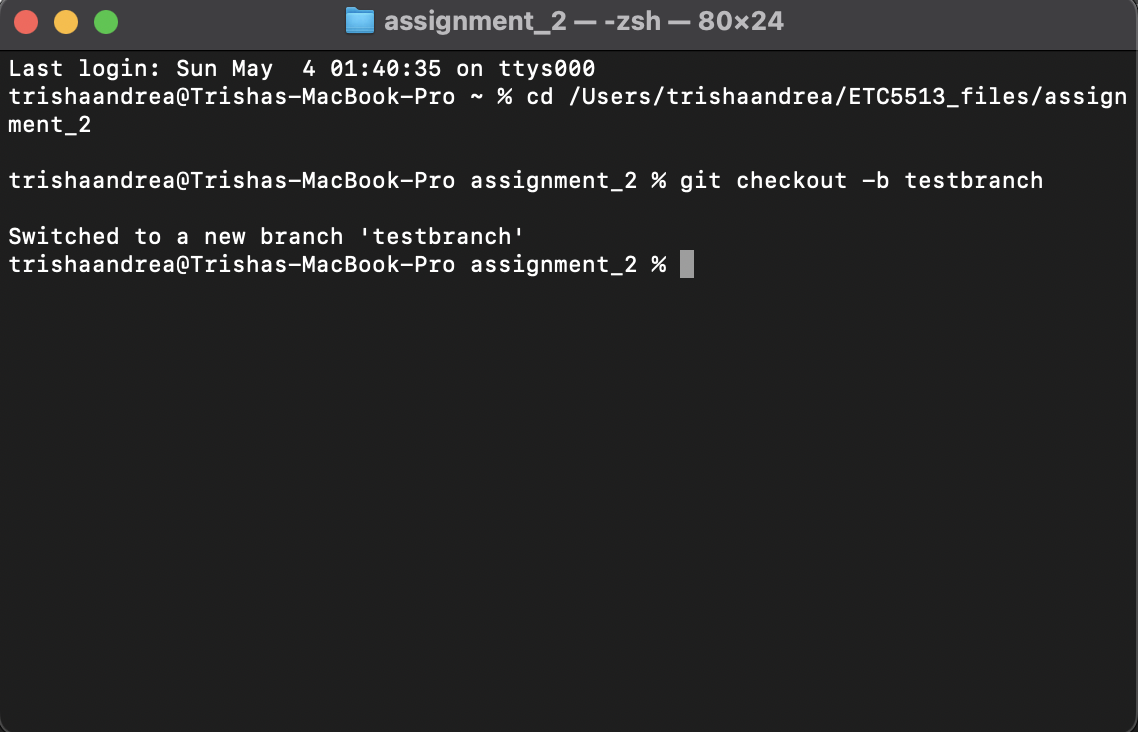 assignment_2 — -zsh — 80×24
Last login: Sun May  4 01:40:35 on ttys000
trishaandrea@Trishas-MacBook-Pro ~ % cd /Users/trishaandrea/ETC5513_files/assign
ment_2
trishaandrea@Trishas-MacBook-Pro assignment_2 % git checkout -b testbranch
Switched to a new branch 'testbranch'
trishaandrea@Trishas-MacBook-Pro assignment_2 %